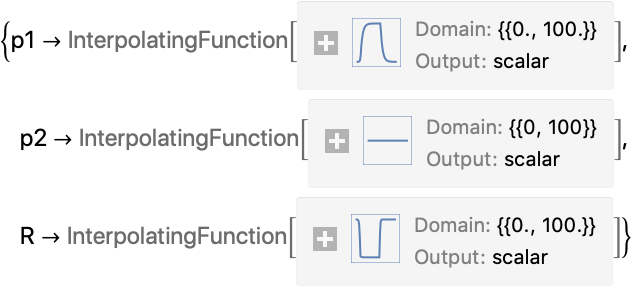 {p1 → InterpolatingFunction[ Domain: {{0., 100.}}
Output: scalar ],
p2 → InterpolatingFunction[ Domain: {{0, 100}}
Output: scalar ],
R → InterpolatingFunction[ Domain: {{0., 100.}}
Output: scalar ]}